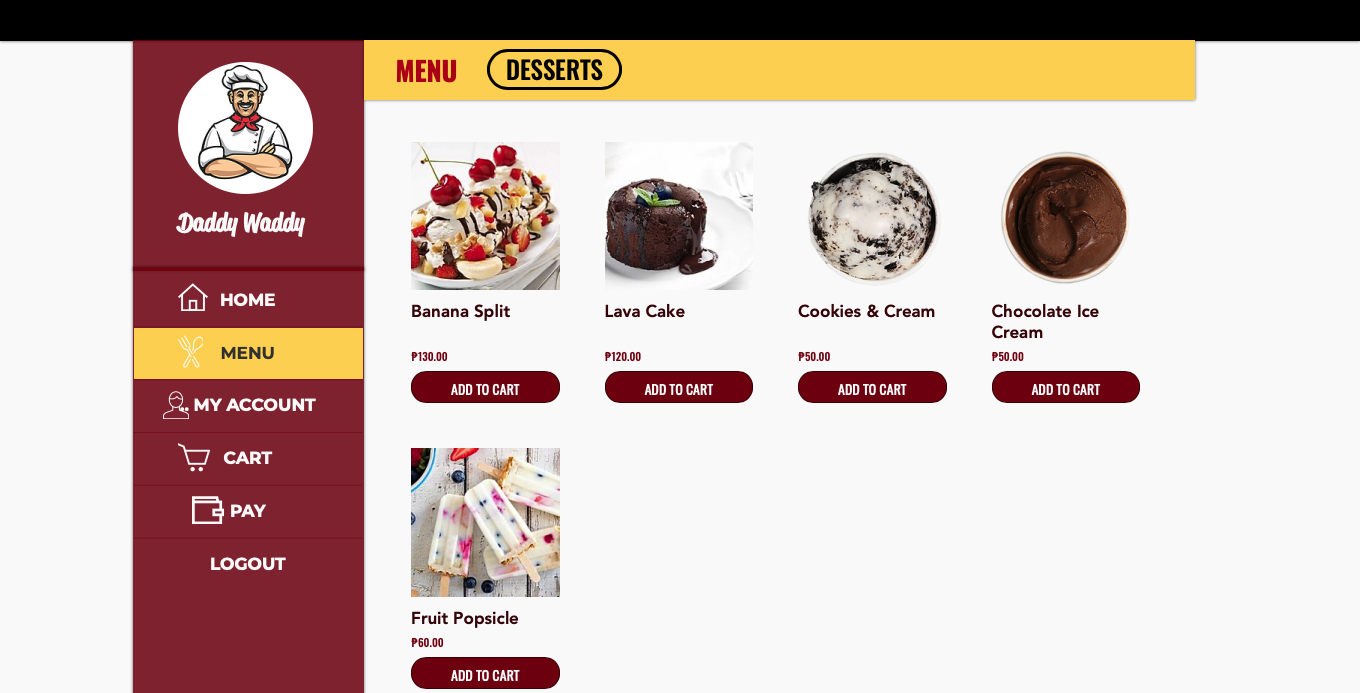 MENU
DESSERTS
Daddy Waddy
HOME
MENU
MY ACCOUNT
CART
PAY
LOGOUT
Banana Split
₱130.00
ADD TO CART
Lava Cake
₱120.00
ADD TO CART
Cookies & Cream
₱50.00
ADD TO CART
Chocolate Ice
Cream
₱50.00
ADD TO CART
Fruit Popsicle
₱60.00
ADD TO CART